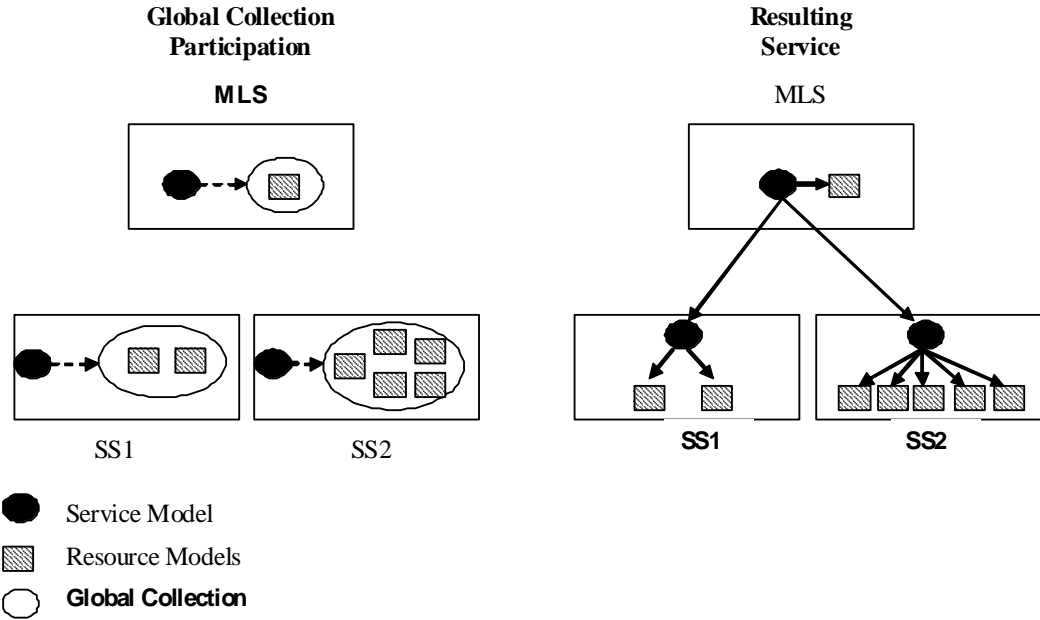 Global Collection
Participation
Resulting
Service
MLS
MLS
SS1
SS2
SS1
SS2
Service Model
Resource Models
Global Collection